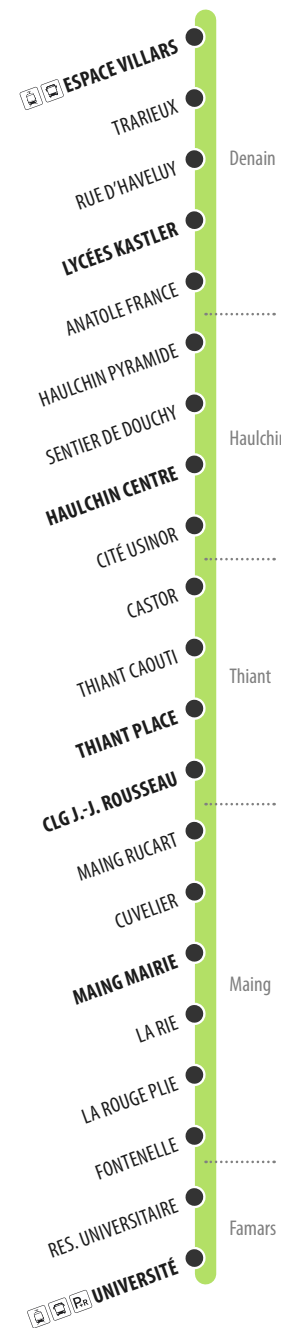 ESPACE VILLARS
TRARIEUX
RUE D'HAVELUY
Denain
LYCÉES KASTLER
ANATOLE FRANCE
HAULCHIN PYRAMIDE
SENTIER DE DOUCHY
Haulchin
HAULCHIN CENTRE
CITÉ USINOR
CASTOR
THIANT CAOUTI
Thiant
THIANT PLACE
CLG J.-J. ROUSSEAU
MAING RUCART
CUVELIER
MAING MAIRIE
Maing
LA RIE
LA ROUGE PLIE
FONTENELLE
RES. UNIVERSITAIRE
Famars
P+R UNIVERSITÉ